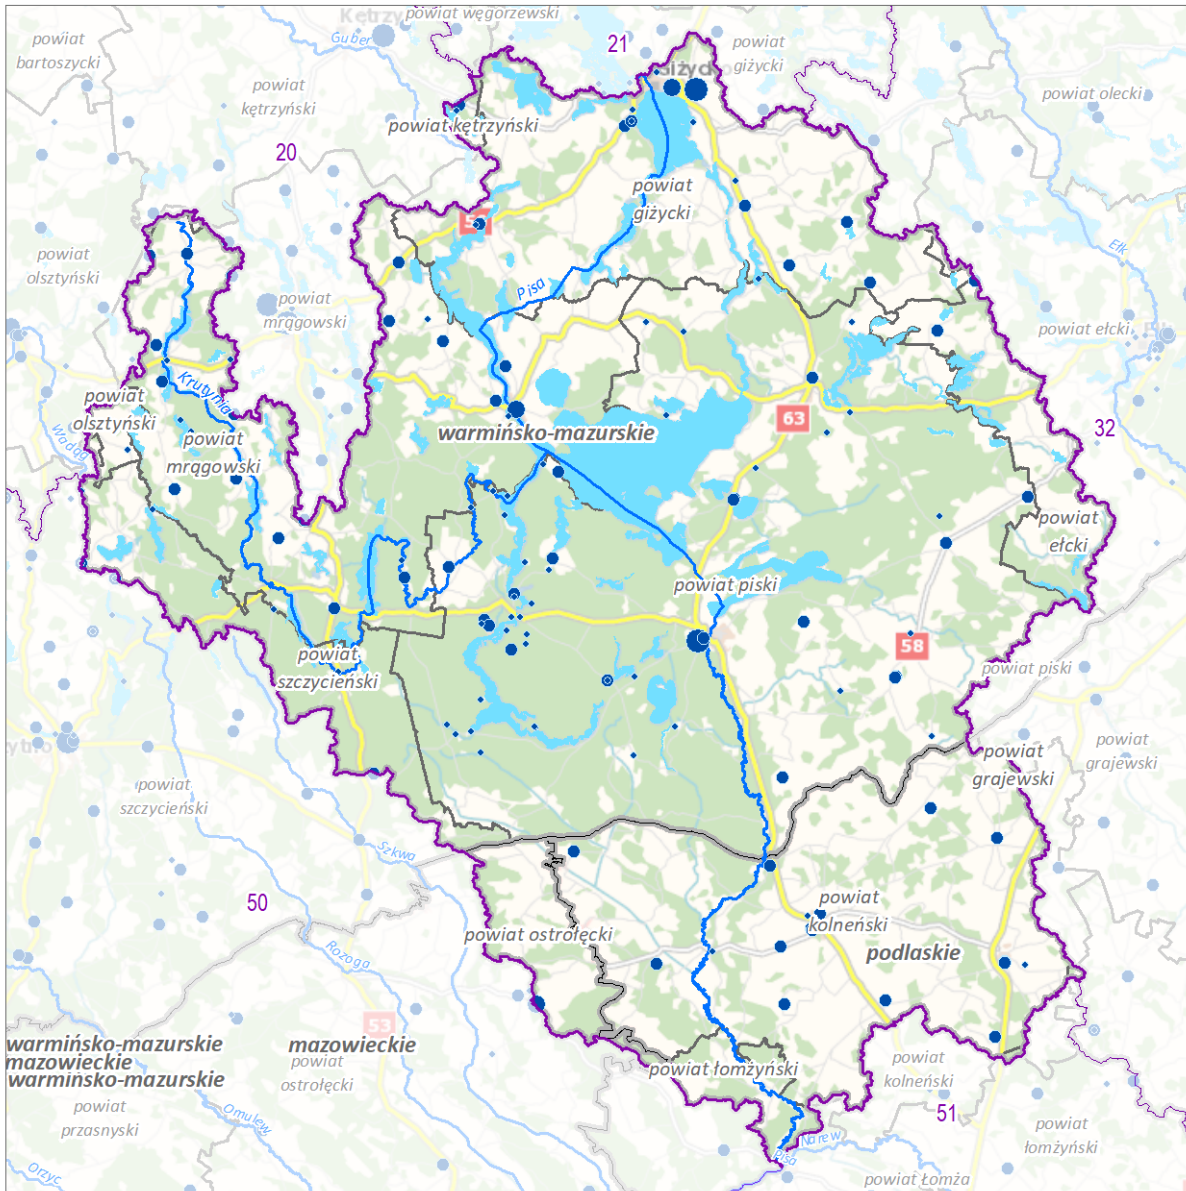 powiat węgorzewski
Kętrzy
Guber
powiat
bartoszycki
21
powiat
giżycki
Giżyck
powiat
kętrzyński
powiat olecki
powiat kętrzyński
20
powiat
giżycki
powiat
olsztyński
Ełk
Pisa
powiat
mrągowski
powiat ełcki
Krutynia
powiat
olsztyński
63
32
Wadąg
powiat
mrągowski
warmińsko-mazurskie
powiat
ełcki
powiat piski
58
powiat
szczycieński
powiat piski
zytno
powiat
grajewski
powiat
grajewski
powiat
szczycieński
Szkwa
50
powiat
kolneński
powiat ostrołęcki
podlaskie
Rozoga
53
warmińsko-mazurskie
mazowieckie
mazowieckie
warmińsko-mazurskie
powiat
ostrołęcki
powiat
kolneński
powiat łomżyński
powiat
przasnyski
Omulew
51
Narew
Pisa
powiat
łomżyński
Orzyc
powiat Łomża